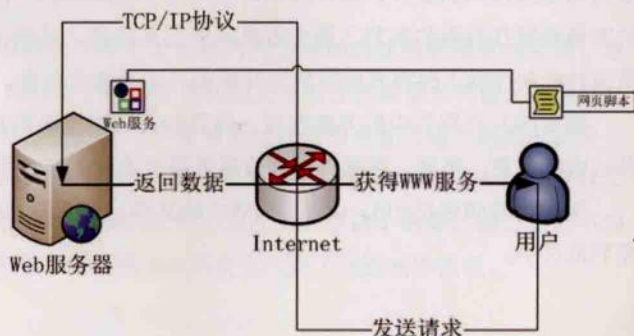 TCP/IP协议
Web服务
网页脚本
返回数据
获得WWW服务
Web服务器
Internet
用户
发送请求